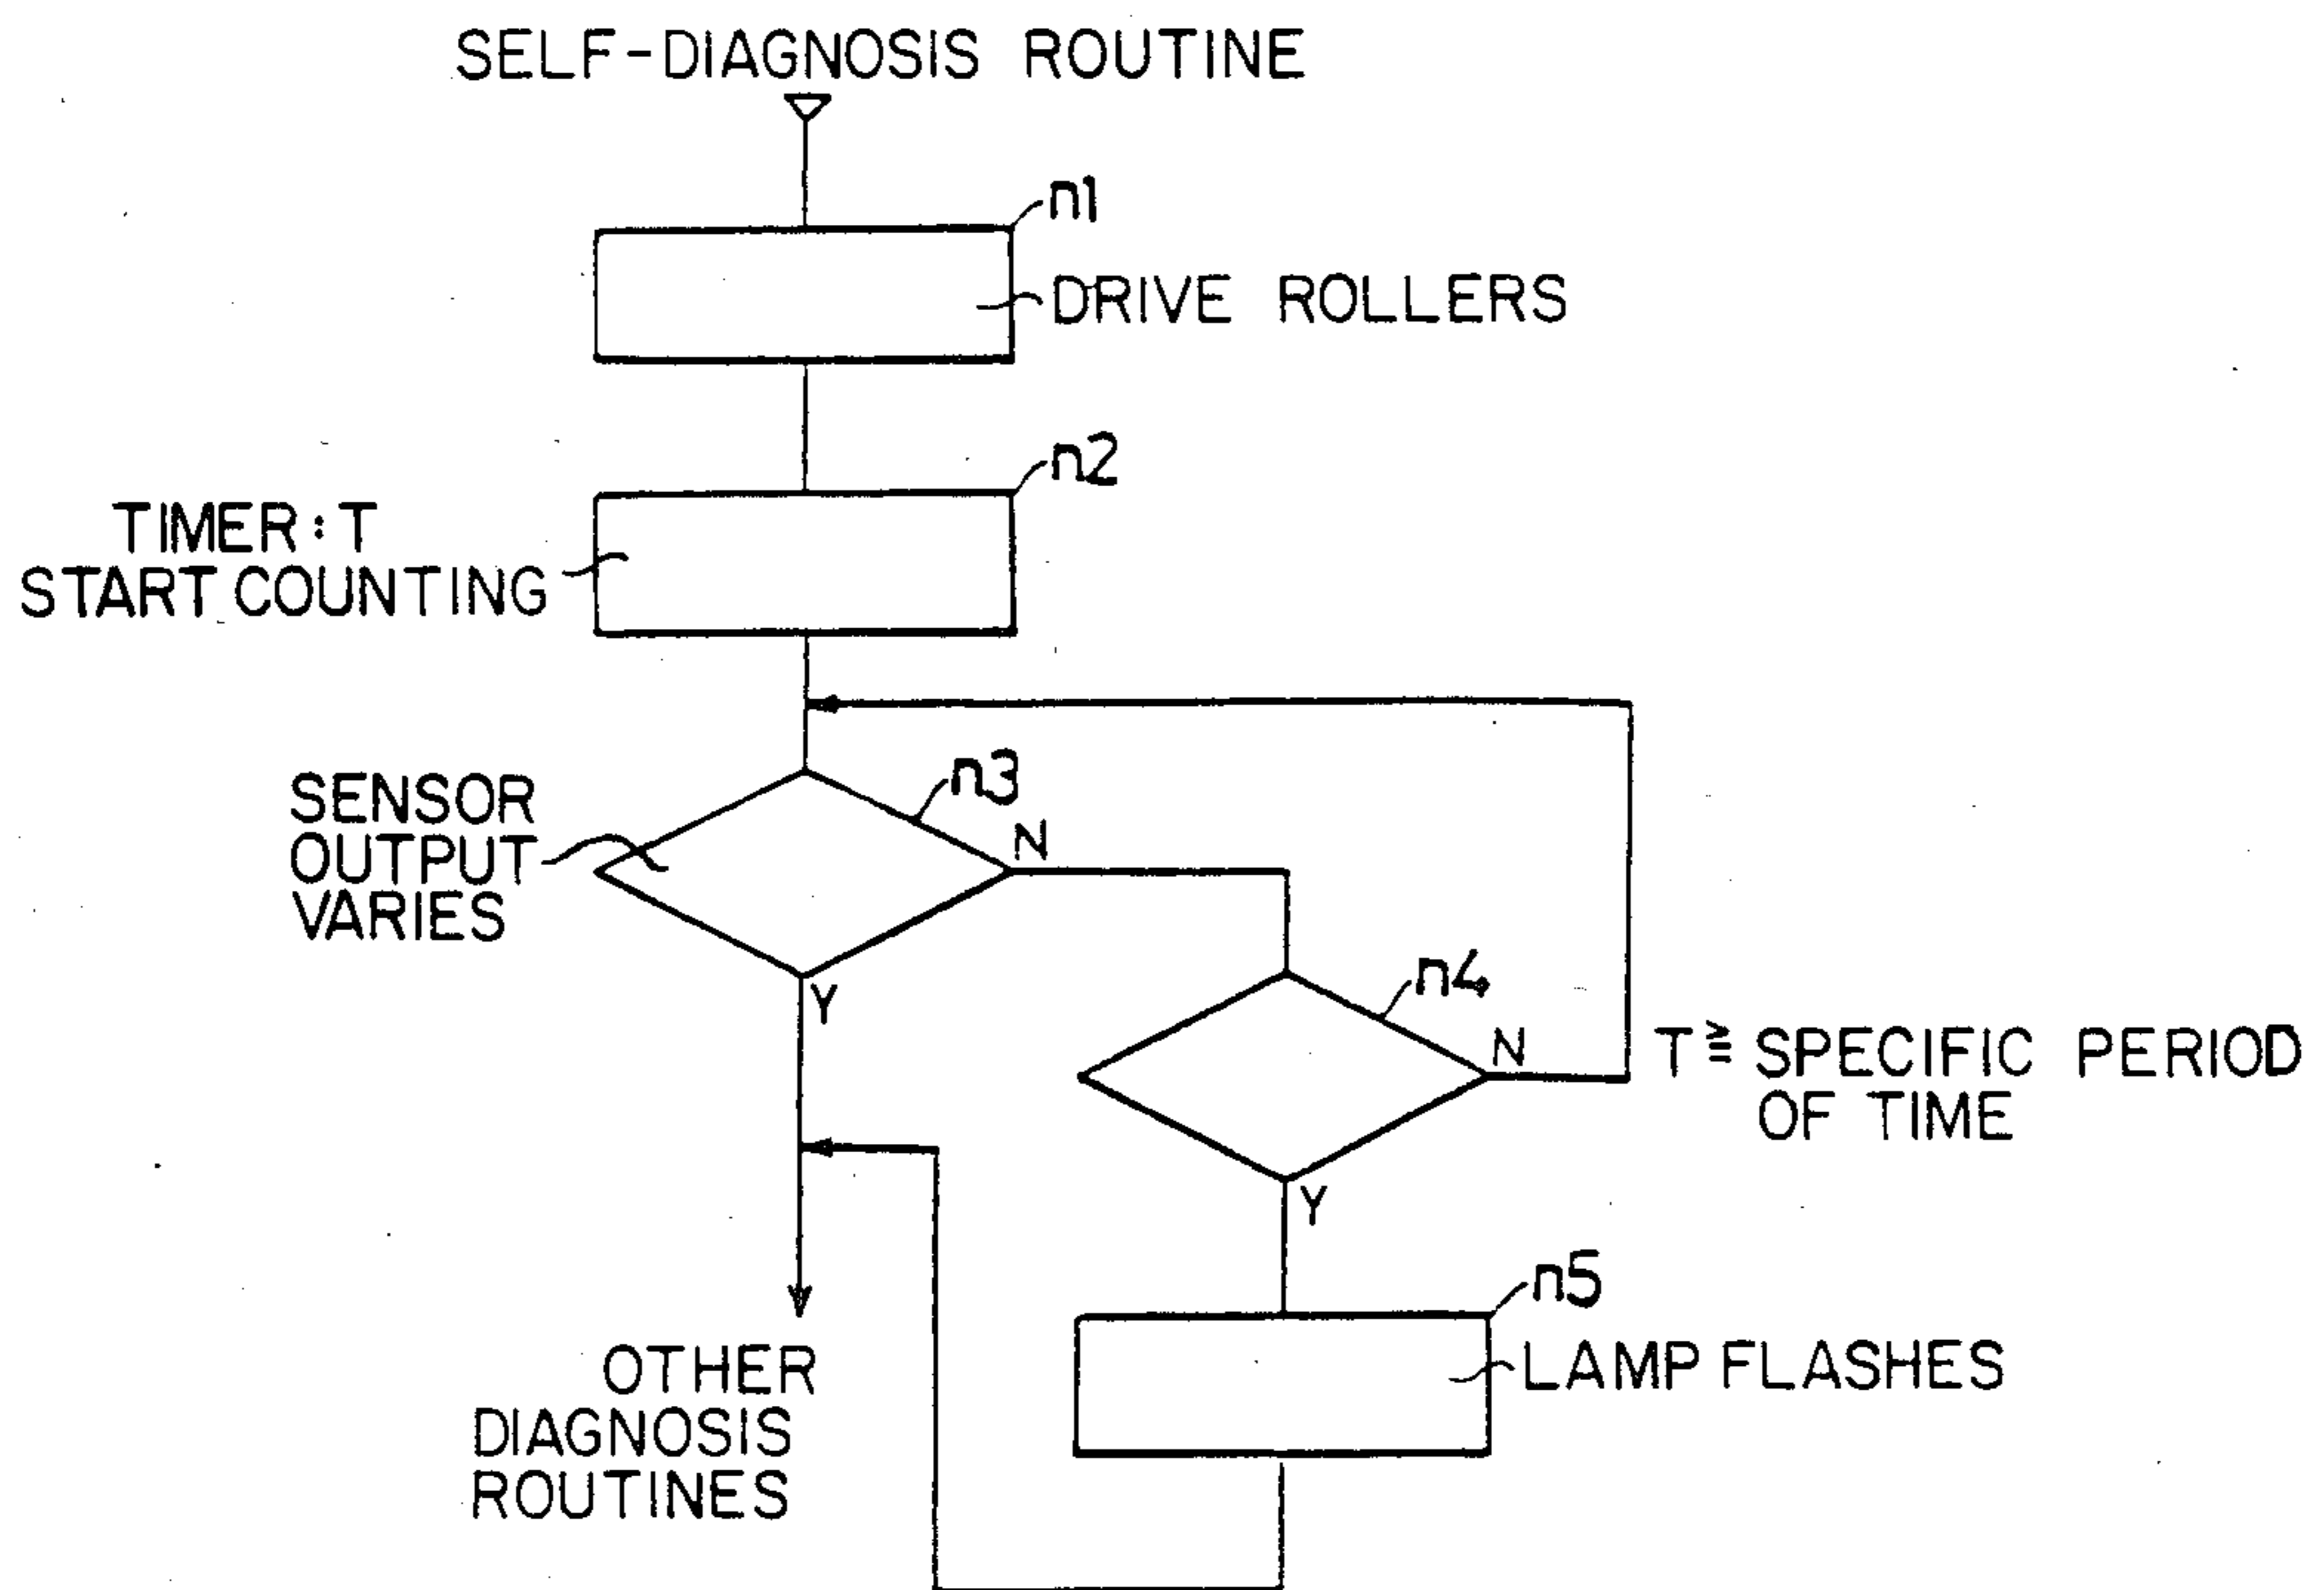 SELF-DIAGNOSIS ROUTINE
n1
DRIVE ROLLERS
n2
TIMER: T
START COUNTING
n3
SENSOR
OUTPUT
VARIES
N
Y
n4
N
T ≧ SPECIFIC PERIOD
OF TIME
Y
n5
LAMP FLASHES
OTHER
DIAGNOSIS
ROUTINES